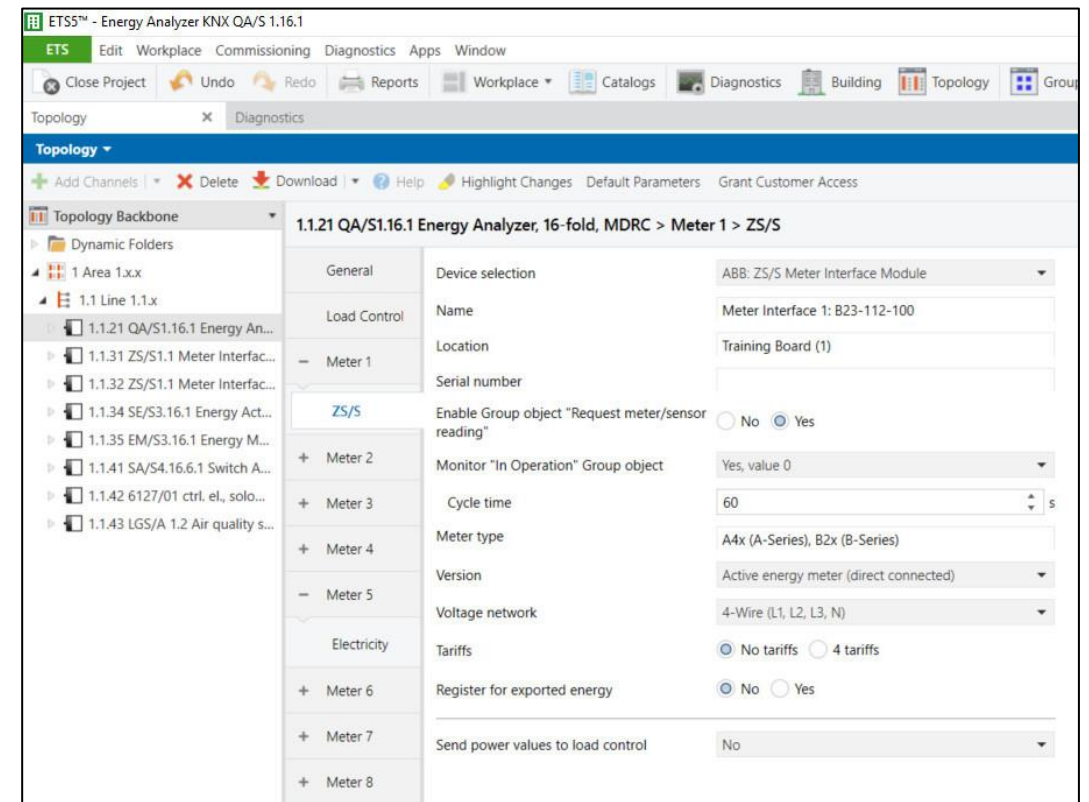 ETS5™ - Energy Analyzer KNX QA/S 1.16.1
ETS Edit Workplace Commissioning Diagnostics Apps Window
Close Project Undo Redo Reports Workplace Catalogs Diagnostics Building Topology Group
Topology Diagnostics
Topology
Add Channels Delete Download Help Highlight Changes Default Parameters Grant Customer Access
Topology Backbone
Dynamic Folders
1 Area 1.x.x
1.1 Line 1.1.x
1.1.21 QA/S1.16.1 Energy An...
1.1.31 ZS/S1.1 Meter Interfac...
1.1.32 ZS/S1.1 Meter Interfac...
1.1.34 SE/S3.16.1 Energy Act...
1.1.35 EM/S3.16.1 Energy M...
1.1.41 SA/S4.16.6.1 Switch A...
1.1.42 6127/01 ctrl. el., solo...
1.1.43 LGS/A 1.2 Air quality s...
1.1.21 QA/S1.16.1 Energy Analyzer, 16-fold, MDRC > Meter 1 > ZS/S
General
Load Control
− Meter 1
ZS/S
+ Meter 2
+ Meter 3
+ Meter 4
− Meter 5
Electricity
+ Meter 6
+ Meter 7
+ Meter 8
Device selection ABB: ZS/S Meter Interface Module
Name Meter Interface 1: B23-112-100
Location Training Board (1)
Serial number
Enable Group object "Request meter/sensor
reading" No Yes
Monitor "In Operation" Group object Yes, value 0
Cycle time 60 s
Meter type A4x (A-Series), B2x (B-Series)
Version Active energy meter (direct connected)
Voltage network 4-Wire (L1, L2, L3, N)
Tariffs No tariffs 4 tariffs
Register for exported energy No Yes
Send power values to load control No